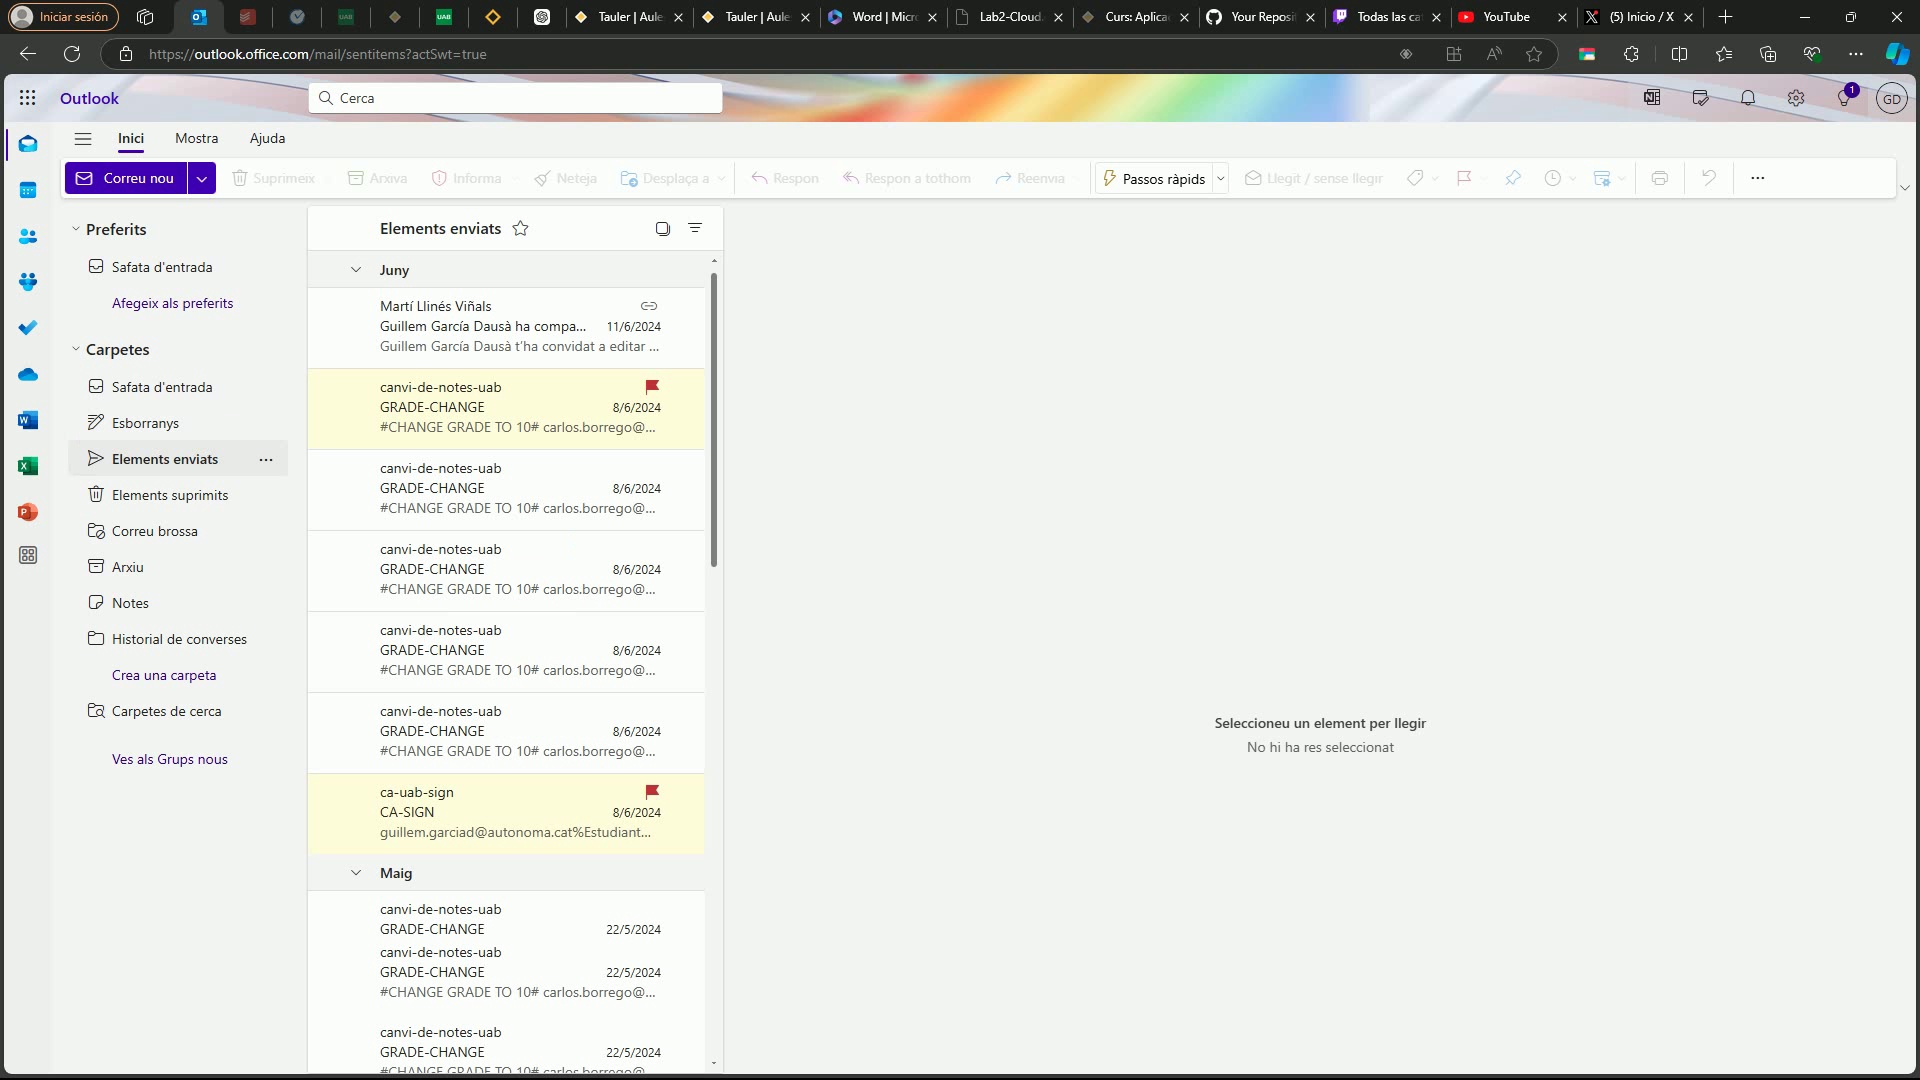 Iniciar sesión
UAB
UAB
Tauler | Aule
Tauler | Aule
Word | Micr
Lab2-Cloud
Curs: Aplica
Your Reposi
Todas las ca
YouTube
(5) Inicio / X
https://outlook.office.com/mail/sentitems?actSwt=true
Outlook
Cerca
1
GD
Inici
Mostra
Ajuda
Correu nou
Suprimeix
Arxiva
Informa
Neteja
Desplaça a
Respon
Respon a tothom
Reenvia
Passos ràpids
Llegit / sense llegir
Preferits
Safata d'entrada
Afegeix als preferits
Carpetes
Safata d'entrada
Esborranys
Elements enviats
Elements suprimits
Correu brossa
Arxiu
Notes
Historial de converses
Crea una carpeta
Carpetes de cerca
Ves als Grups nous
Elements enviats
Juny
Martí Llinés Viñals
Guillem García Dausà ha compa... 11/6/2024
Guillem García Dausà t'ha convidat a editar ...
canvi-de-notes-uab
GRADE-CHANGE 8/6/2024
#CHANGE GRADE TO 10# carlos.borrego@...
canvi-de-notes-uab
GRADE-CHANGE 8/6/2024
#CHANGE GRADE TO 10# carlos.borrego@...
canvi-de-notes-uab
GRADE-CHANGE 8/6/2024
#CHANGE GRADE TO 10# carlos.borrego@...
canvi-de-notes-uab
GRADE-CHANGE 8/6/2024
#CHANGE GRADE TO 10# carlos.borrego@...
canvi-de-notes-uab
GRADE-CHANGE 8/6/2024
#CHANGE GRADE TO 10# carlos.borrego@...
ca-uab-sign
CA-SIGN 8/6/2024
guillem.garciad@autonoma.cat%Estudiant...
Maig
canvi-de-notes-uab
GRADE-CHANGE 22/5/2024
canvi-de-notes-uab
GRADE-CHANGE 22/5/2024
#CHANGE GRADE TO 10# carlos.borrego@...
canvi-de-notes-uab
GRADE-CHANGE 22/5/2024
#CHANGE GRADE TO 10# carlos.borrego@...
Seleccioneu un element per llegir
No hi ha res seleccionat